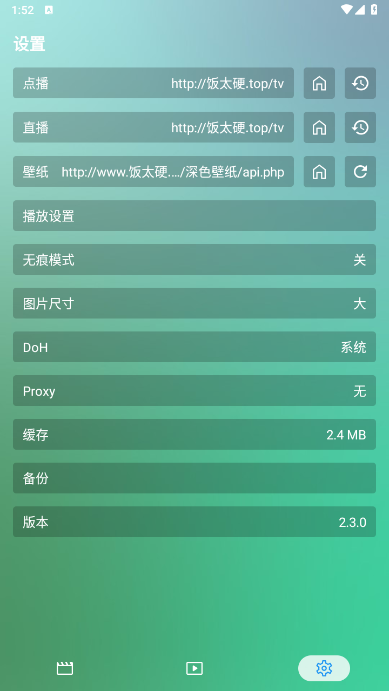 1:52
设置
点播 http://饭太硬.top/tv
直播 http://饭太硬.top/tv
壁纸 http://www.饭太硬.…/深色壁纸/api.php
播放设置
无痕模式 关
图片尺寸 大
DoH 系统
Proxy 无
缓存 2.4 MB
备份
版本 2.3.0